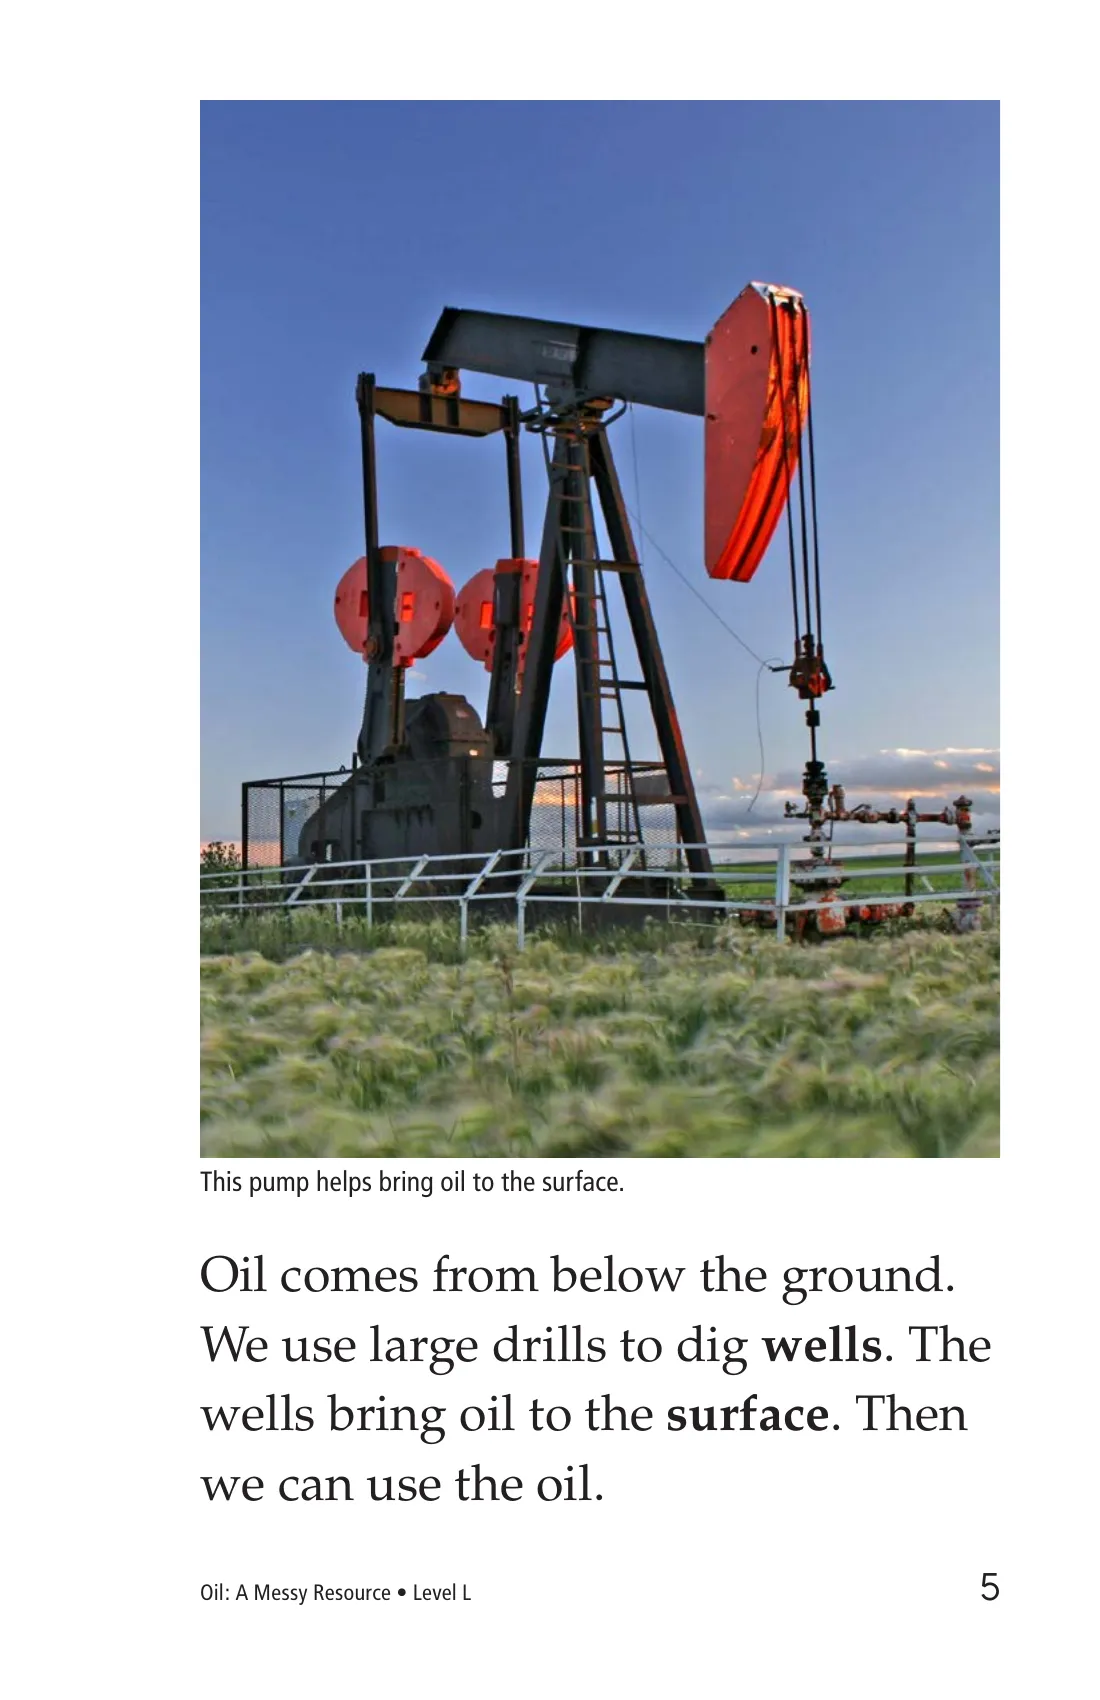 This pump helps bring oil to the surface.
Oil comes from below the ground.
We use large drills to dig wells. The
wells bring oil to the surface. Then
we can use the oil.
Oil: A Messy Resource • Level L
5